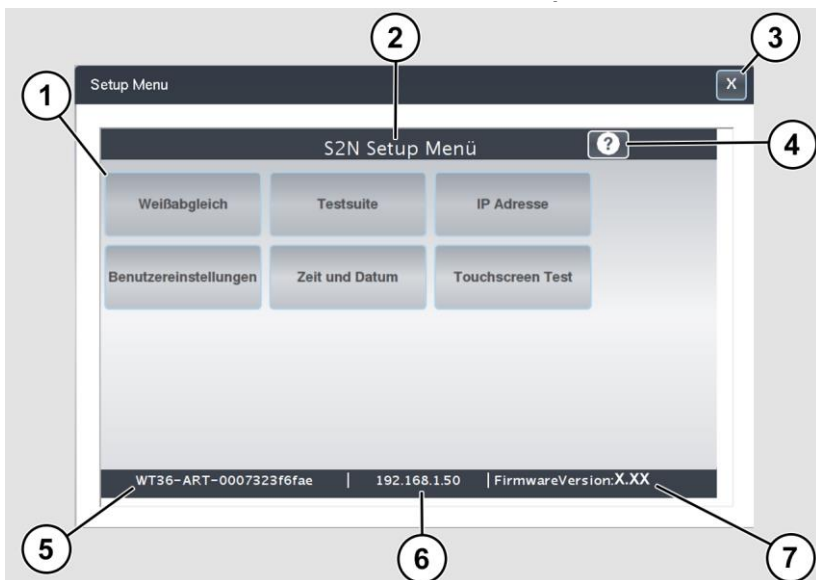 2
3
1
Setup Menu
X
S2N Setup Menü
?
4
Weißabgleich
Testsuite
IP Adresse
Benutzereinstellungen
Zeit und Datum
Touchscreen Test
WT36-ART-0007323f6fae | 192.168.1.50 |FirmwareVersion:X.XX
5
6
7